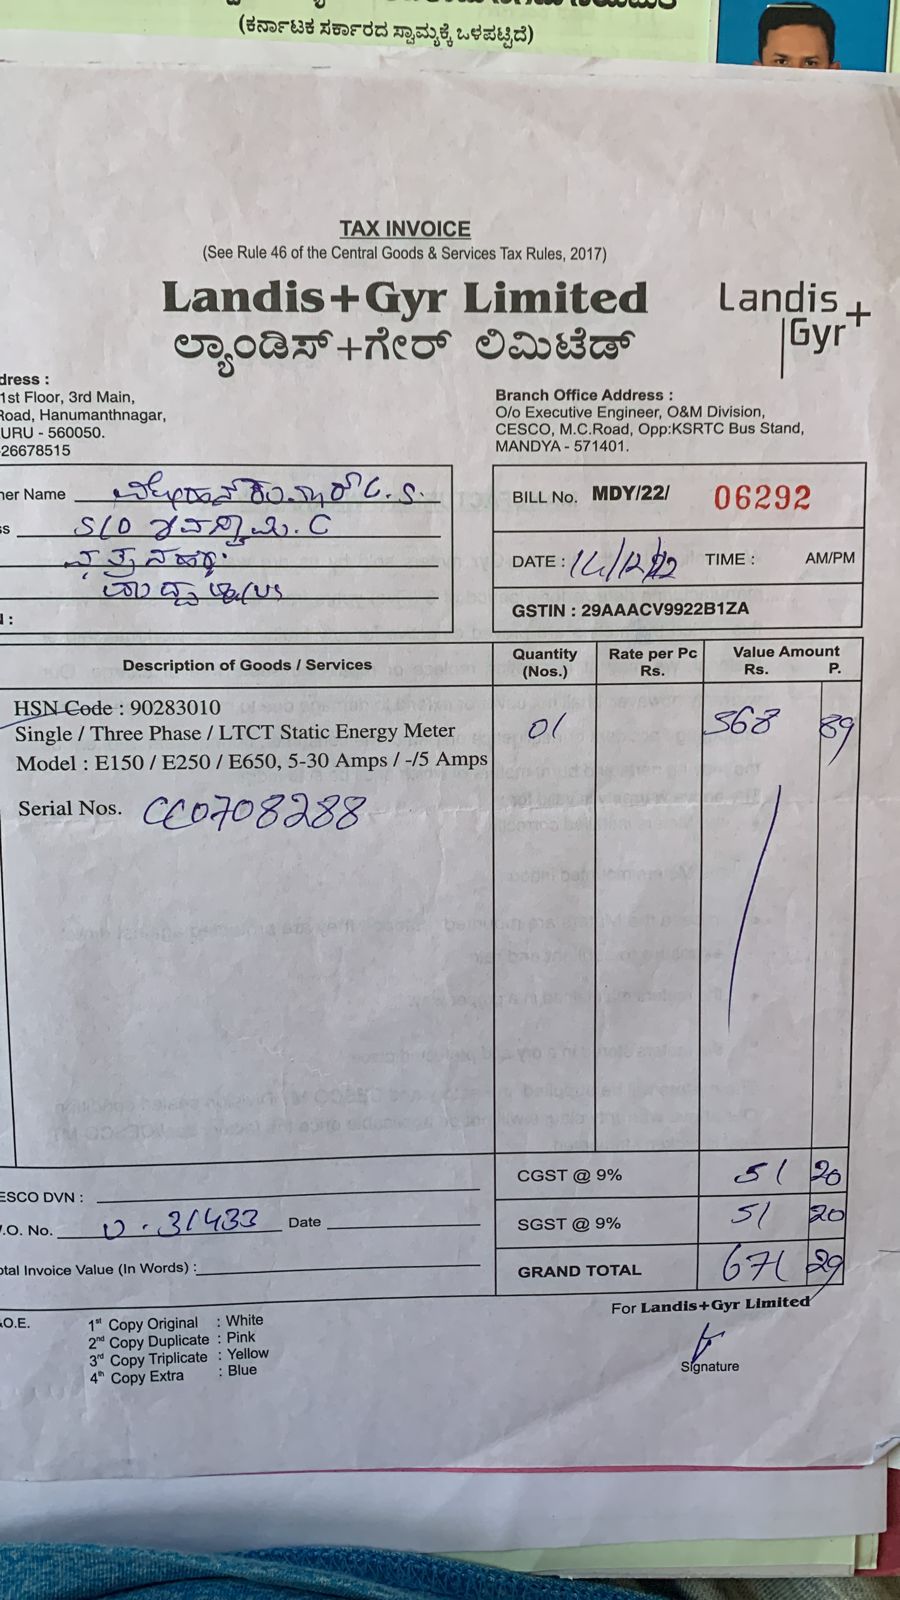 (ಕರ್ನಾಟಕ ಸರ್ಕಾರದ ಸ್ವಾಮ್ಯಕ್ಕೆ ಒಳಪಟ್ಟಿದೆ)
TAX INVOICE
(See Rule 46 of the Central Goods & Services Tax Rules, 2017)
Landis+Gyr Limited
ಲ್ಯಾಂಡಿಸ್+ಗೇರ್ ಲಿಮಿಟೆಡ್
Landis
Gyr+
dress :
1st Floor, 3rd Main,
Road, Hanumanthnagar,
URU - 560050.
26678515
Branch Office Address :
O/o Executive Engineer, O&M Division,
CESCO, M.C.Road, Opp:KSRTC Bus Stand,
MANDYA - 571401.
ner Name C.S.
ss S/O C
:
BILL No. MDY/22/ 06292
DATE : 14/12/22 TIME : AM/PM
GSTIN : 29AAACV9922B1ZA
Description of Goods / Services
Quantity (Nos.)
Rate per Pc Rs.
Value Amount Rs. P.
HSN Code : 90283010
Single / Three Phase / LTCT Static Energy Meter 01 568 89
Model : E150 / E250 / E650, 5-30 Amps / -/5 Amps
Serial Nos. CC0708288
CGST @ 9% 51 20
ESCO DVN :
SGST @ 9% 51 20
.O. No. 31433 Date
GRAND TOTAL 671 29
otal Invoice Value (In Words) :
For Landis+Gyr Limited
.O.E.
1st Copy Original : White
2nd Copy Duplicate : Pink
3rd Copy Triplicate : Yellow
4th Copy Extra : Blue
Signature